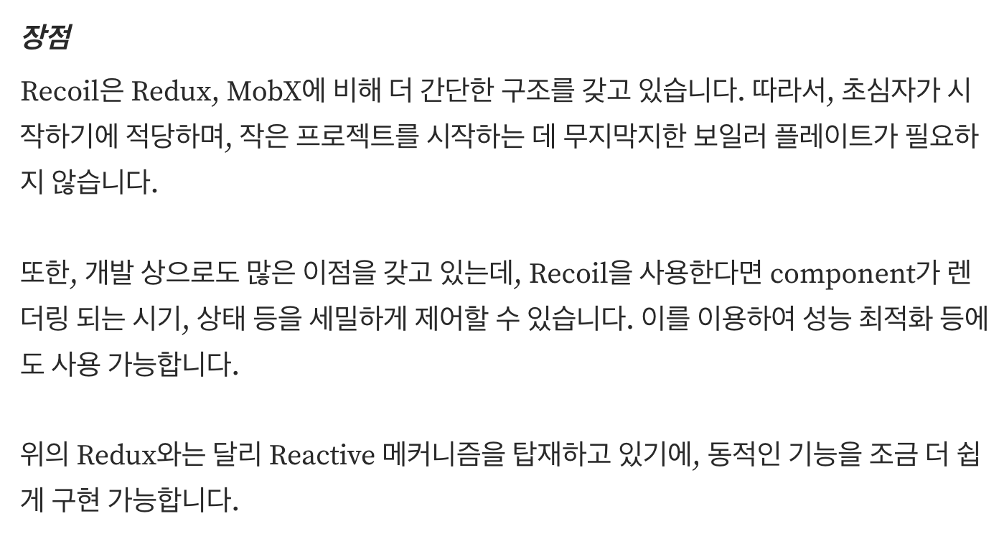 장점
Recoil은 Redux, MobX에 비해 더 간단한 구조를 갖고 있습니다. 따라서, 초심자가 시
작하기에 적당하며, 작은 프로젝트를 시작하는 데 무지막지한 보일러 플레이트가 필요하
지 않습니다.
또한, 개발 상으로도 많은 이점을 갖고 있는데, Recoil을 사용한다면 component가 렌
더링 되는 시기, 상태 등을 세밀하게 제어할 수 있습니다. 이를 이용하여 성능 최적화 등에
도 사용 가능합니다.
위의 Redux와는 달리 Reactive 메커니즘을 탑재하고 있기에, 동적인 기능을 조금 더 쉽
게 구현 가능합니다.